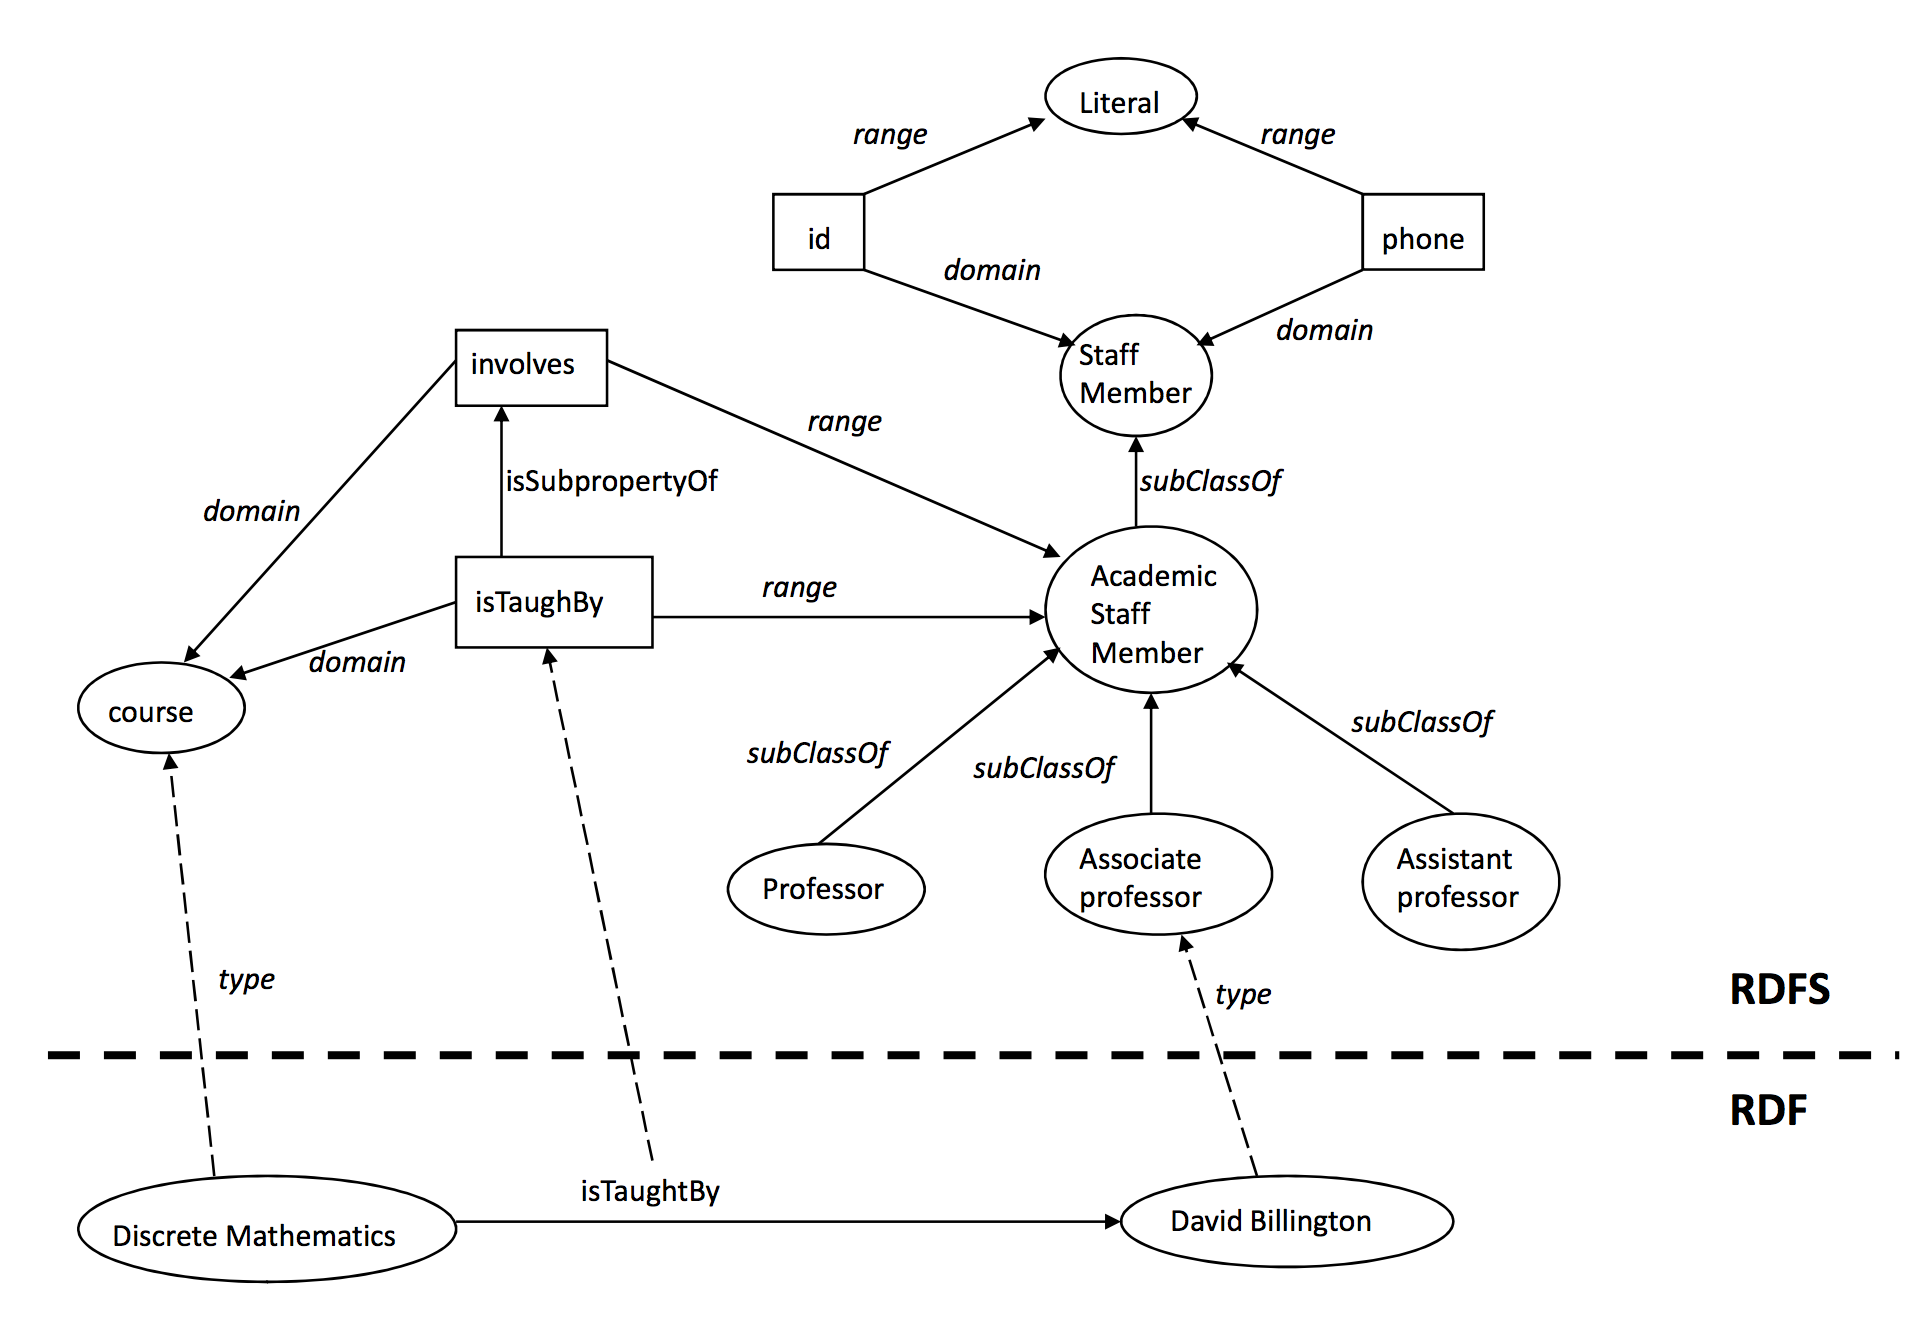 Literal
range
range
id
phone
domain
domain
Staff
Member
involves
range
isSubpropertyOf
subClassOf
domain
Academic
Staff
Member
isTaughBy
range
domain
course
subClassOf
subClassOf
subClassOf
Professor
Associate
professor
Assistant
professor
type
type
RDFS
RDF
isTaughtBy
Discrete Mathematics
David Billington